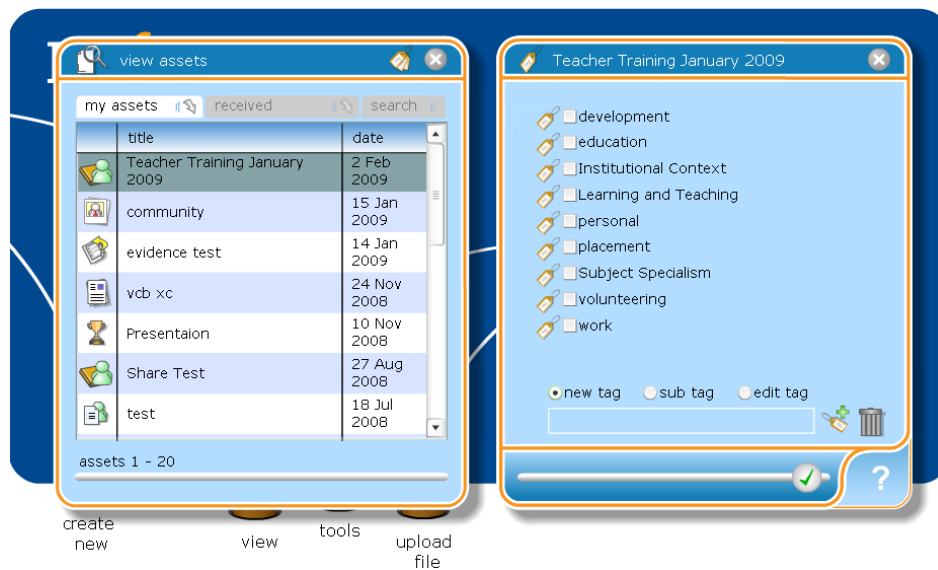 view assets
my assets
received
search
title
date
Teacher Training January
2009
2 Feb
2009
community
15 Jan
2009
evidence test
14 Jan
2009
vcb xc
24 Nov
2008
Presentaion
10 Nov
2008
Share Test
27 Aug
2008
test
18 Jul
2008
assets 1 - 20
Teacher Training January 2009
development
education
Institutional Context
Learning and Teaching
personal
placement
Subject Specialism
volunteering
work
new tag
sub tag
edit tag
?
create
new
view
tools
upload
file